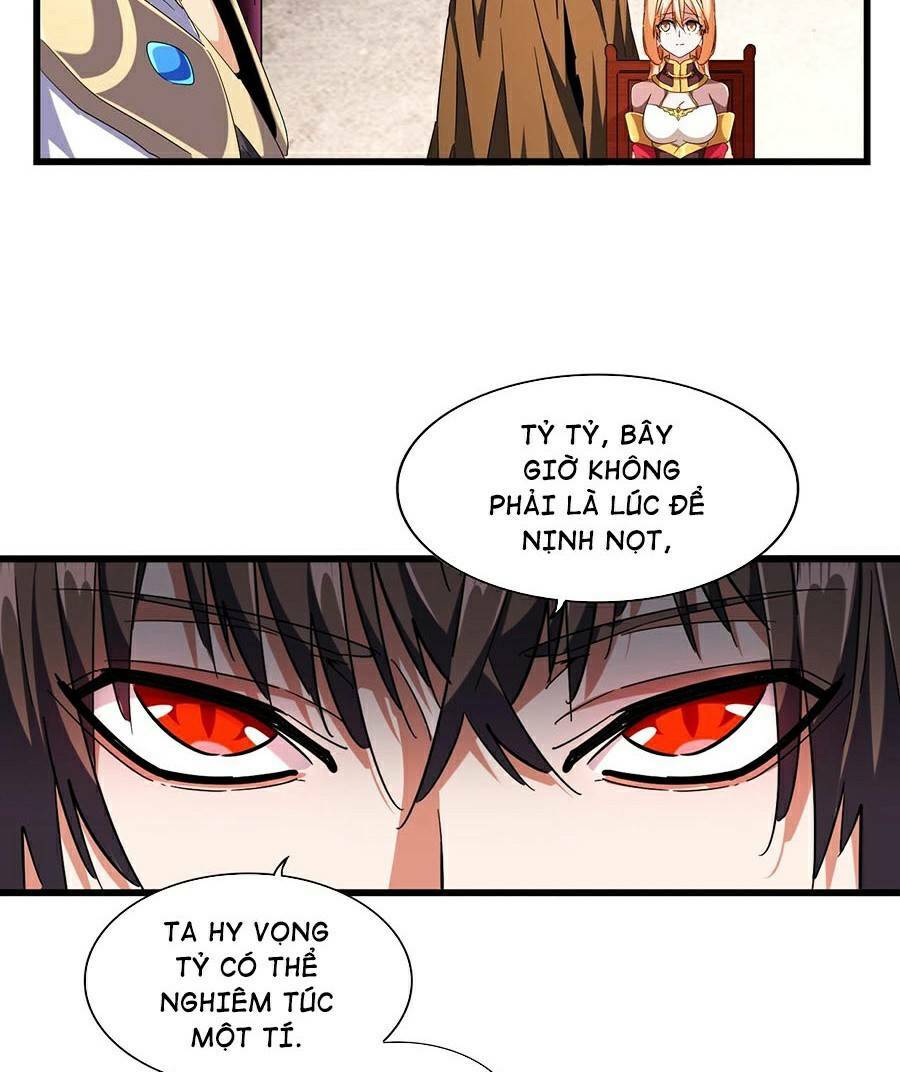 TỶ TỶ, BÂY
GIỜ KHÔNG
PHẢI LÀ LÚC ĐỂ
NỊNH NỌT,
TA HY VỌNG
TỶ CÓ THỂ
NGHIÊM TÚC
MỘT TÍ.